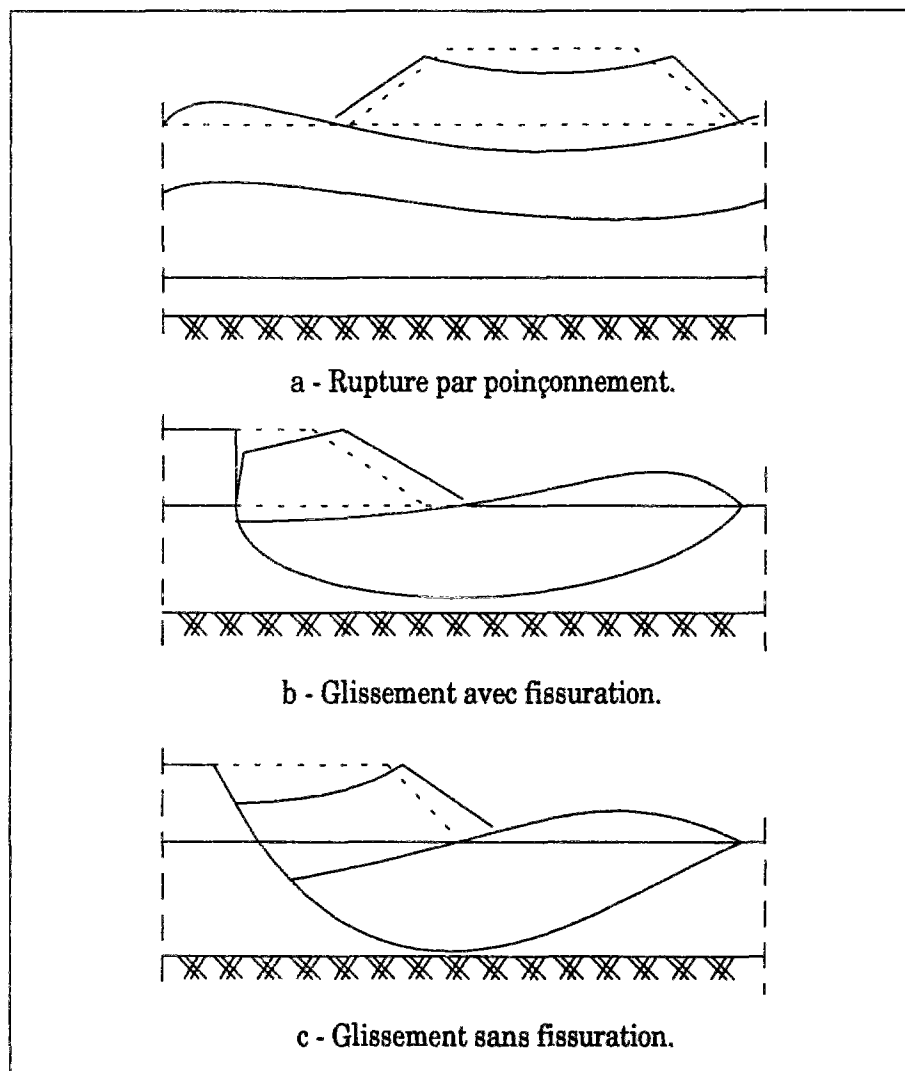 a - Rupture par poinçonnement.
b - Glissement avec fissuration.
c - Glissement sans fissuration.